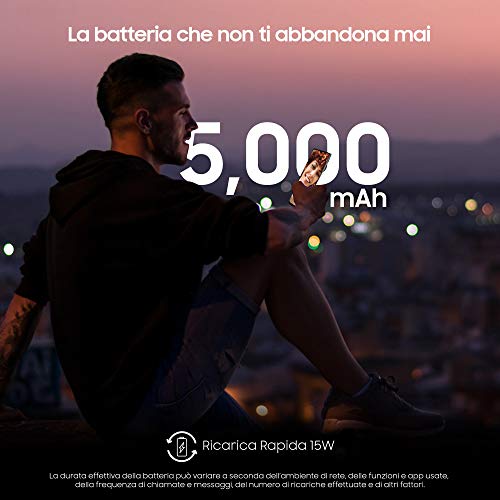 La batteria che non ti abbandona mai
5,000
mAh
Ricarica Rapida 15W
La durata effettiva della batteria può variare a seconda dell'ambiente di rete, delle funzioni e app usate,
della frequenza di chiamate e messaggi, del numero di ricariche effettuate e di altri fattori.